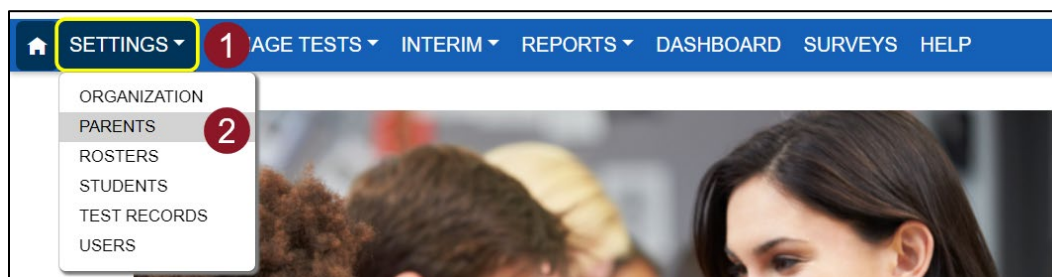 SETTINGS 1 AGE TESTS INTERIM REPORTS DASHBOARD SURVEYS HELP
ORGANIZATION
PARENTS 2
ROSTERS
STUDENTS
TEST RECORDS
USERS